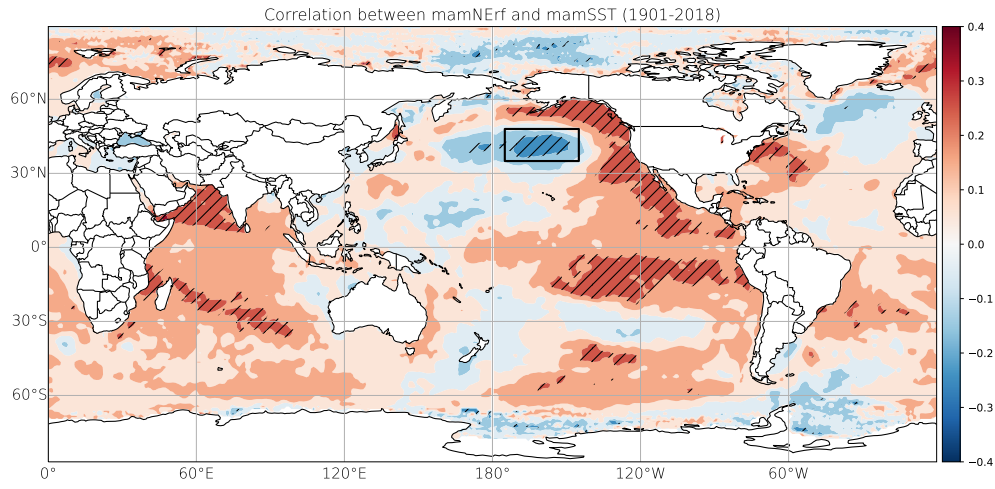 Correlation between mamNErf and mamSST (1901-2018)
60°N
30°N
0°
30°S
60°S
0°
60°E
120°E
180°
120°W
60°W
0.4
0.3
0.2
0.1
0.0
−0.1
−0.2
−0.3
−0.4